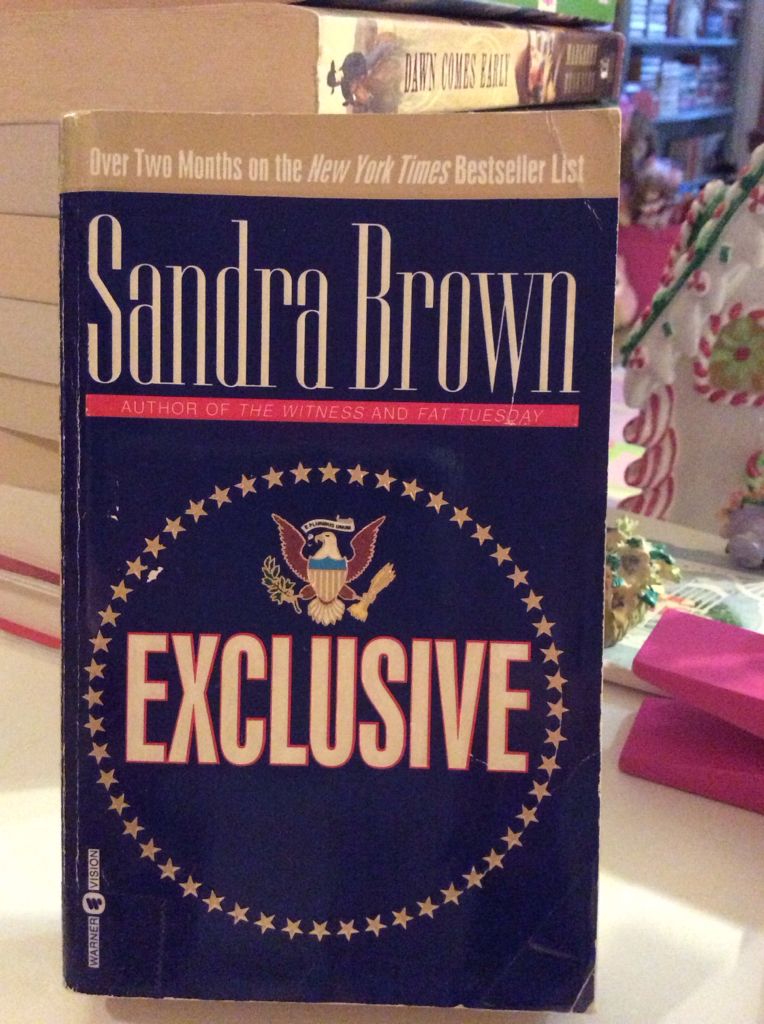 DAWN COMES EARLY
MARGARET
Over Two Months on the New York Times Bestseller List
Sandra Brown
AUTHOR OF THE WITNESS AND FAT TUESDAY
E PLURIBUS UNUM
EXCLUSIVE
WARNER W VISION